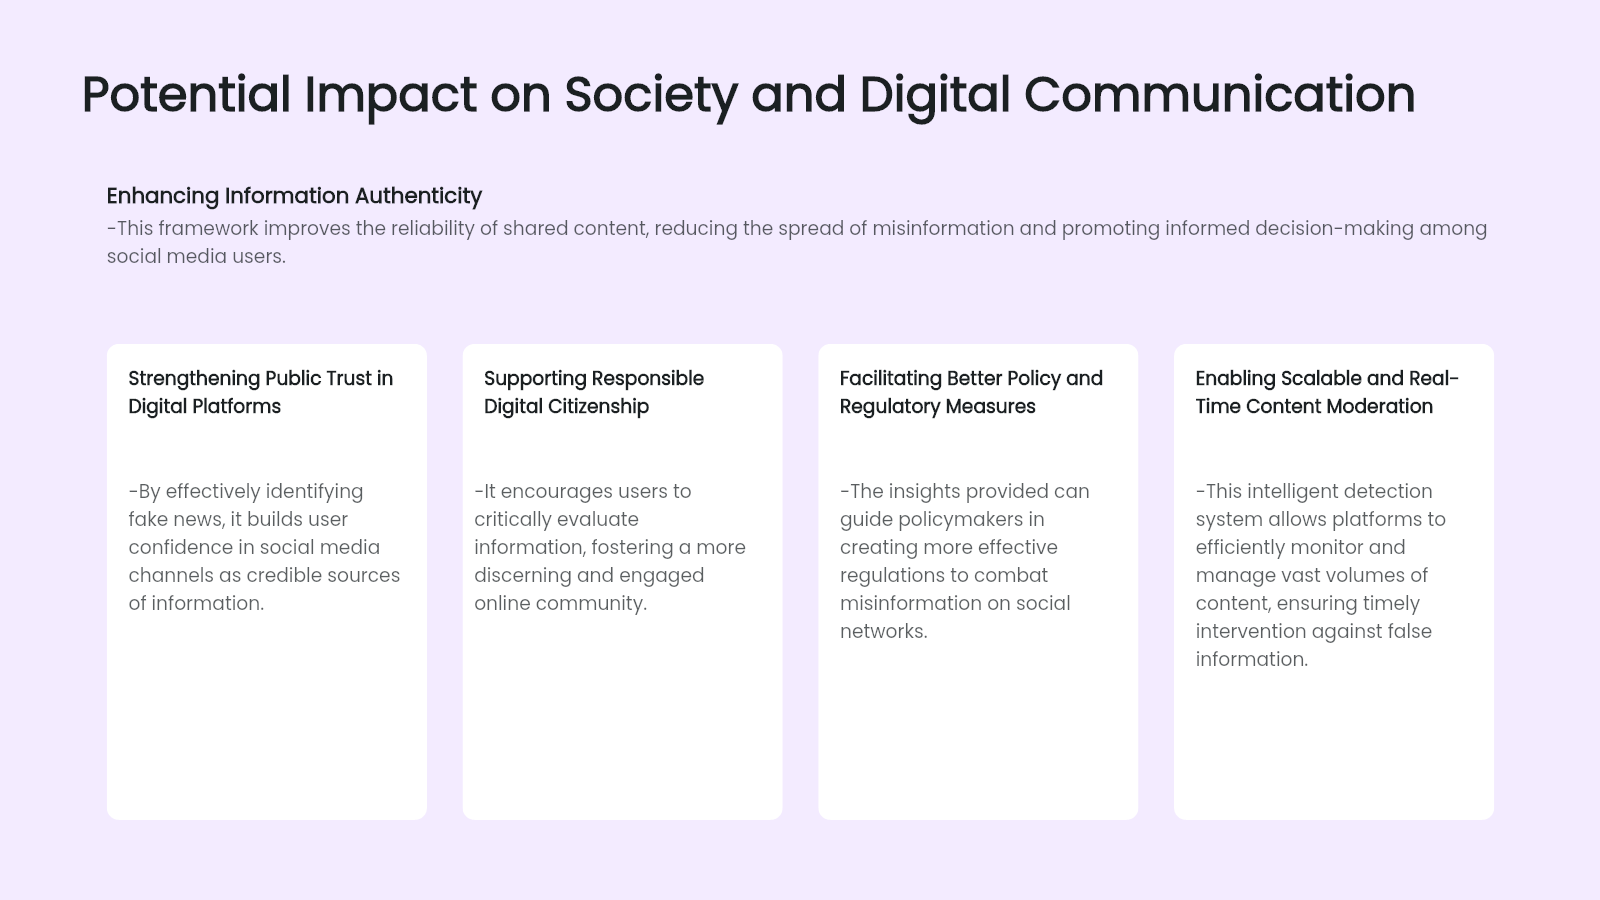 Potential Impact on Society and Digital Communication
Enhancing Information Authenticity
-This framework improves the reliability of shared content, reducing the spread of misinformation and promoting informed decision-making among
social media users.
Strengthening Public Trust in
Digital Platforms
-By effectively identifying
fake news, it builds user
confidence in social media
channels as credible sources
of information.
Supporting Responsible
Digital Citizenship
-It encourages users to
critically evaluate
information, fostering a more
discerning and engaged
online community.
Facilitating Better Policy and
Regulatory Measures
-The insights provided can
guide policymakers in
creating more effective
regulations to combat
misinformation on social
networks.
Enabling Scalable and Real-
Time Content Moderation
-This intelligent detection
system allows platforms to
efficiently monitor and
manage vast volumes of
content, ensuring timely
intervention against false
information.